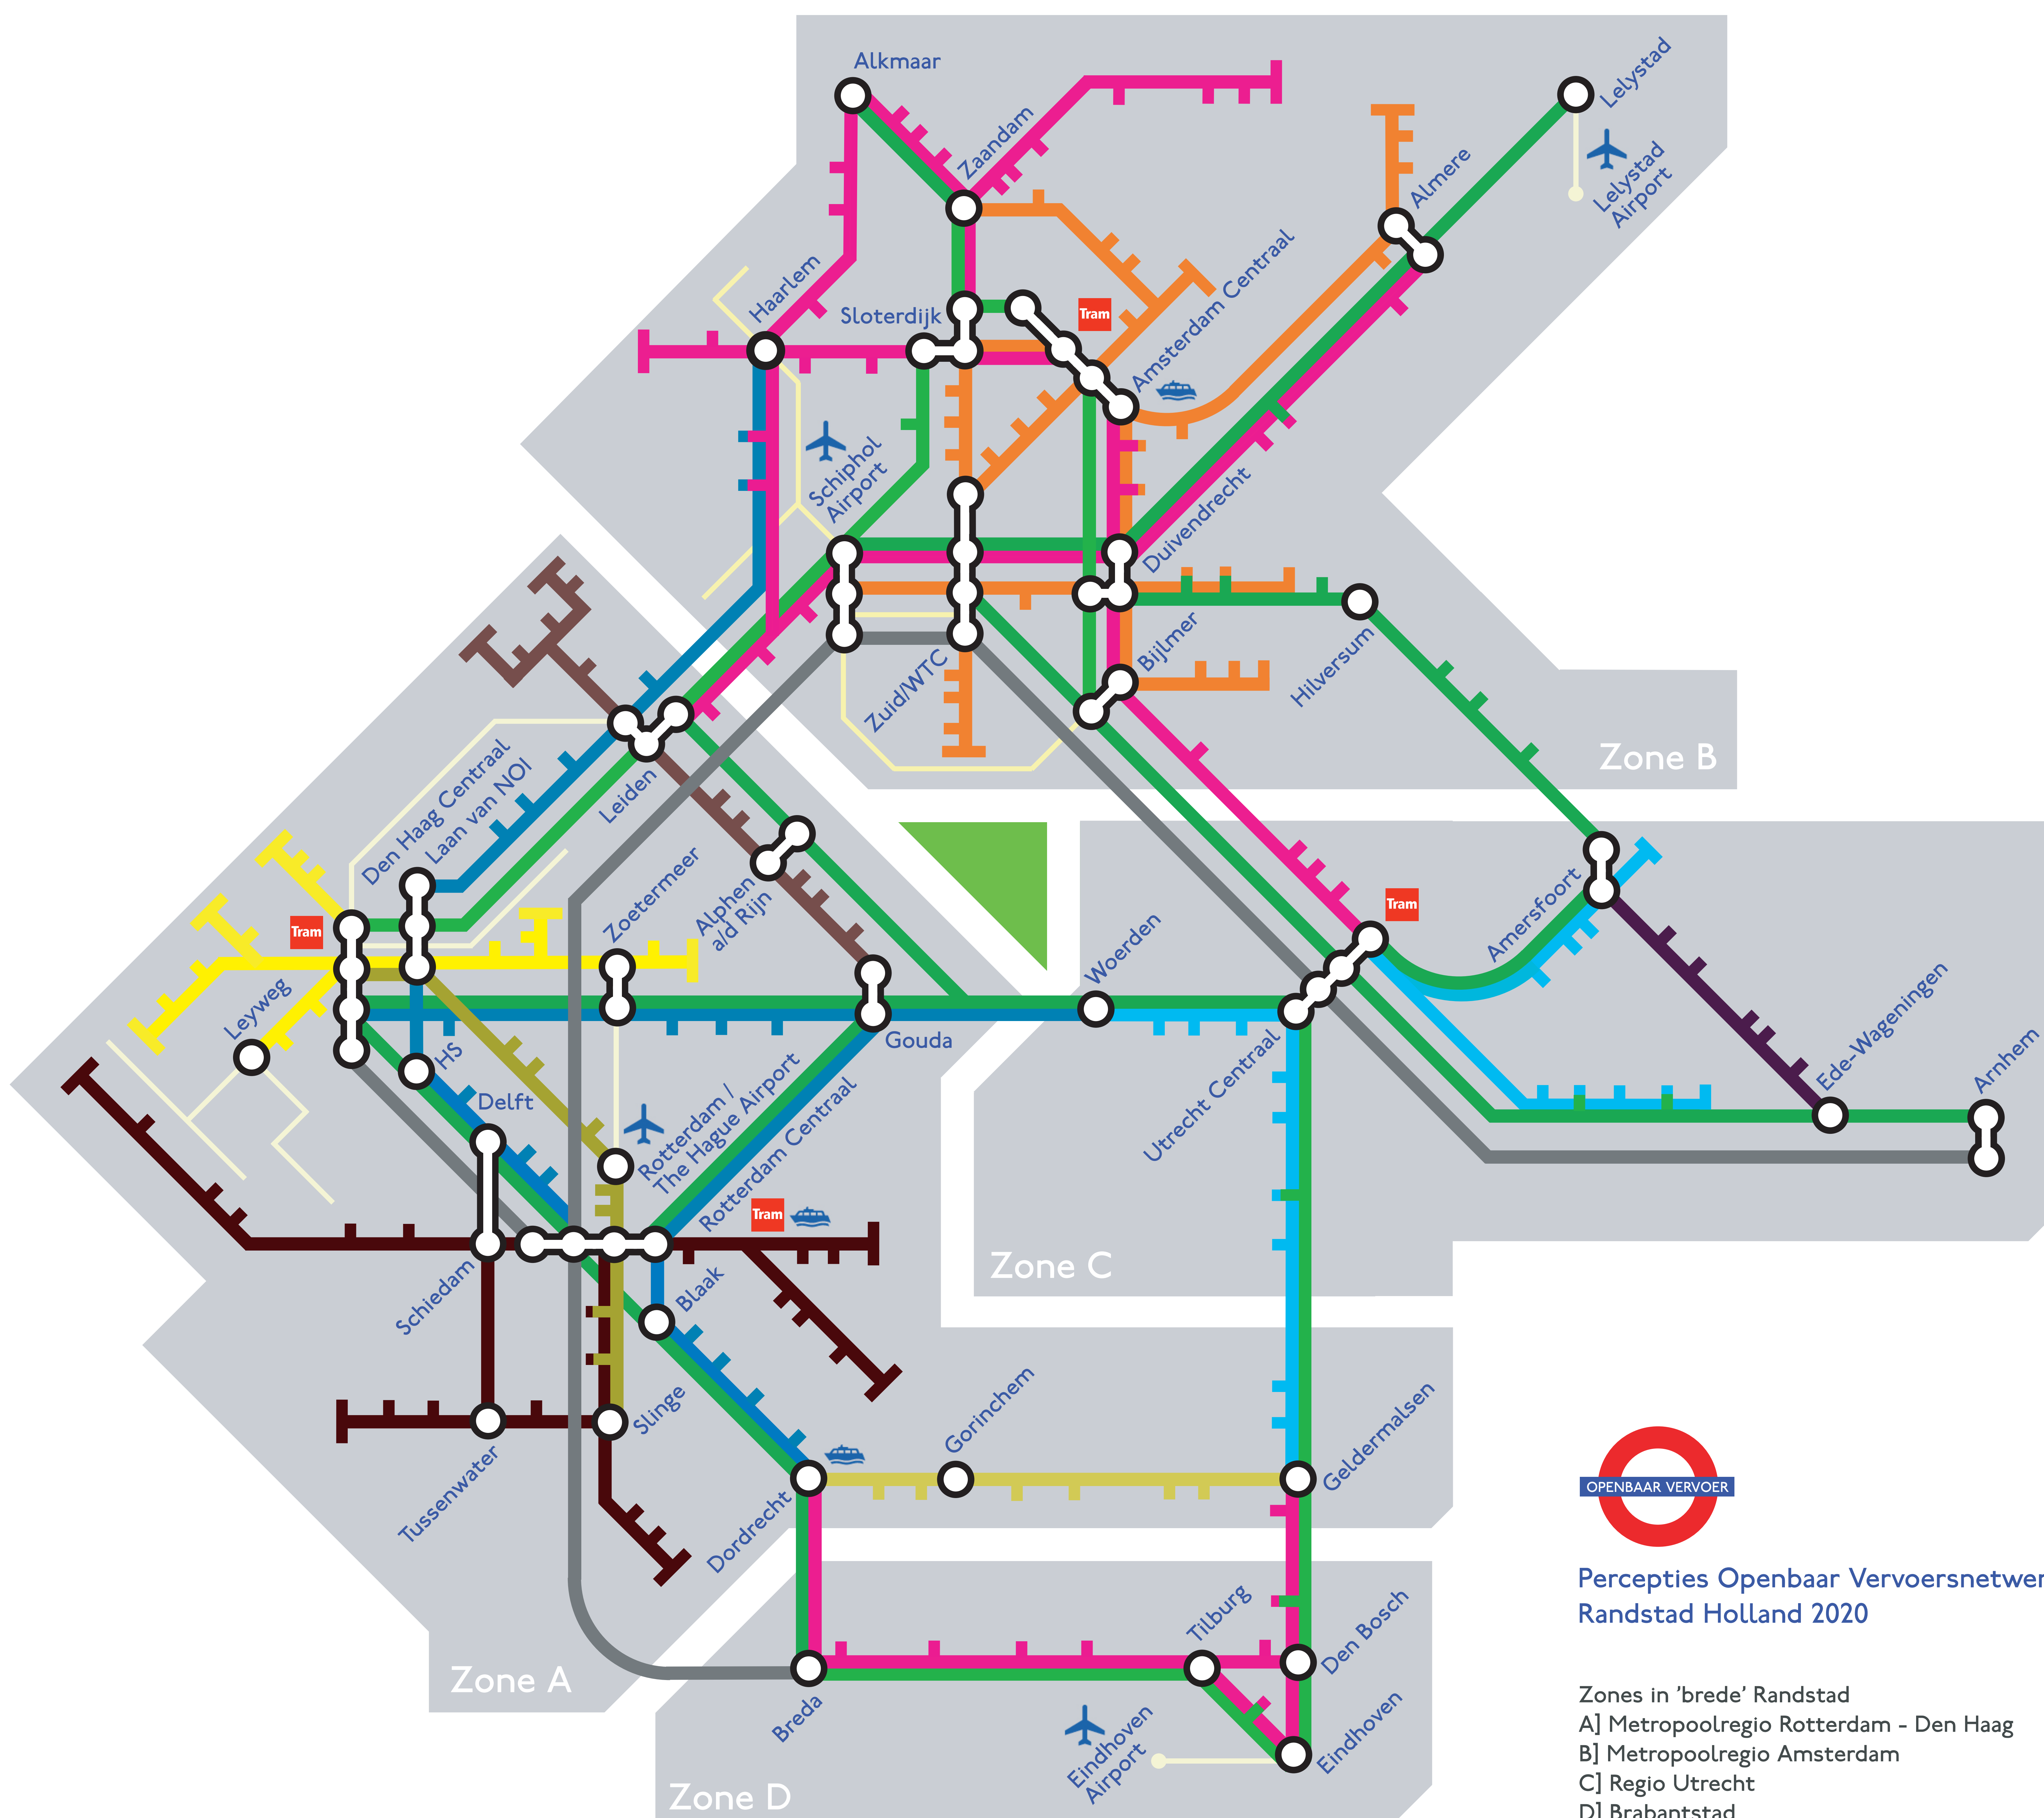 Alkmaar
Lelystad
Zaandam
Almere
Lelystad
Airport
Haarlem
Sloterdijk
Tram
Amsterdam Centraal
Schiphol
Airport
Duivendrecht
Bijlmer
Hilversum
Zuid/WTC
Zone B
Den Haag Centraal
Laan van NOI
Leiden
Tram
Zoetermeer
Alphen
a/d Rijn
Leyweg
Woerden
Tram
Amersfoort
HS
Gouda
Delft
Ede-Wageningen
Arnhem
Rotterdam /
The Hague Airport
Rotterdam Centraal
Utrecht Centraal
Tram
Zone C
Schiedam
Blaak
Slinge
Gorinchem
Geldermalsen
Tussenwater
Dordrecht
OPENBAAR VERVOER
Percepties Openbaar Vervoersnetwer
Randstad Holland 2020
Zone A
Tilburg
Den Bosch
Breda
Eindhoven
Airport
Eindhoven
Zone D
Zones in ’brede’ Randstad
A] Metropoolregio Rotterdam - Den Haag
B] Metropoolregio Amsterdam
C] Regio Utrecht
D] Brabantstad